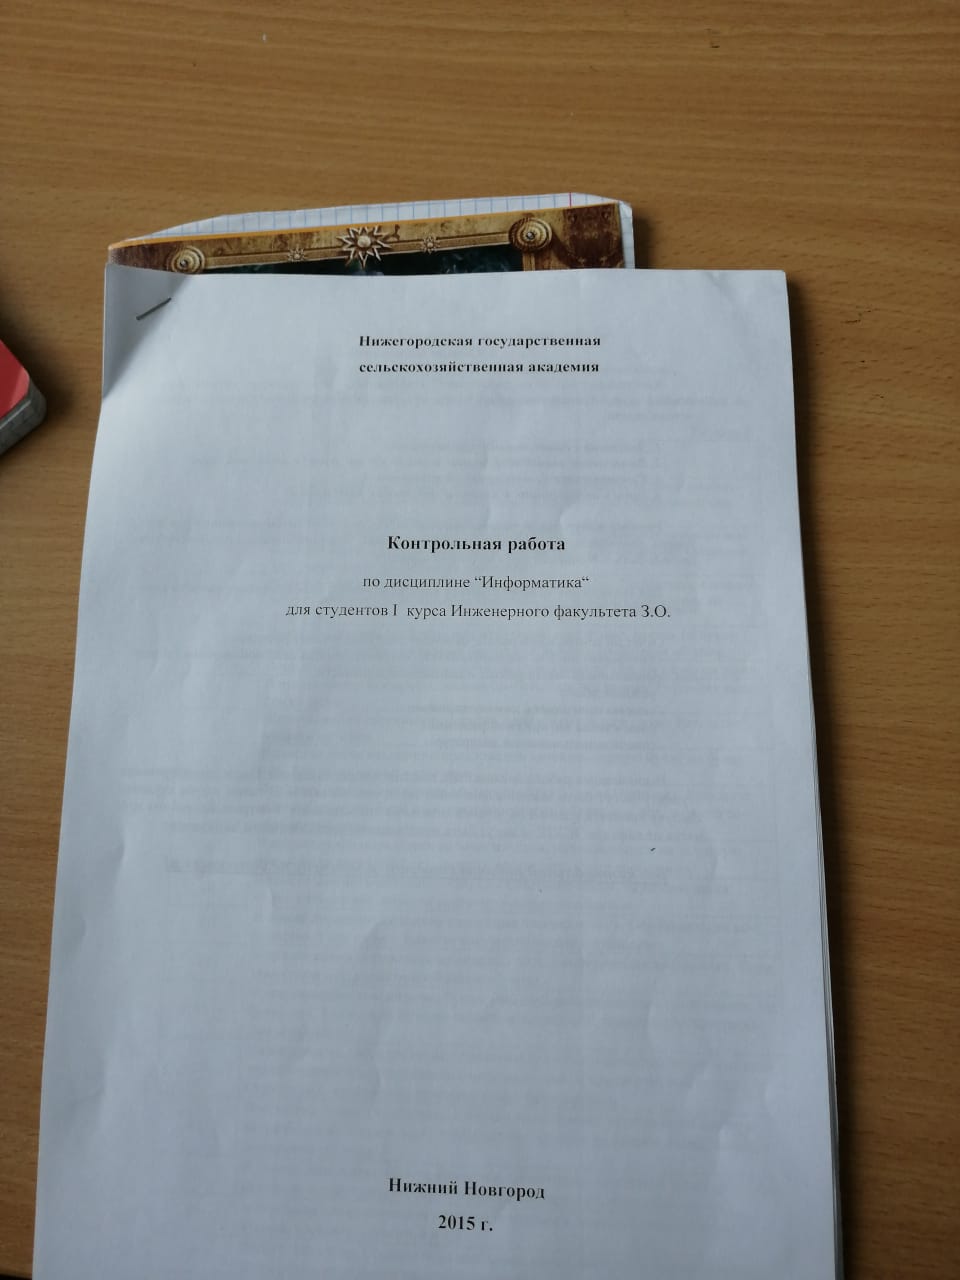 Нижегородская государственная
сельскохозяйственная академия
Контрольная работа
по дисциплине “Информатика“
для студентов I курса Инженерного факультета З.О.
Нижний Новгород
2015 г.